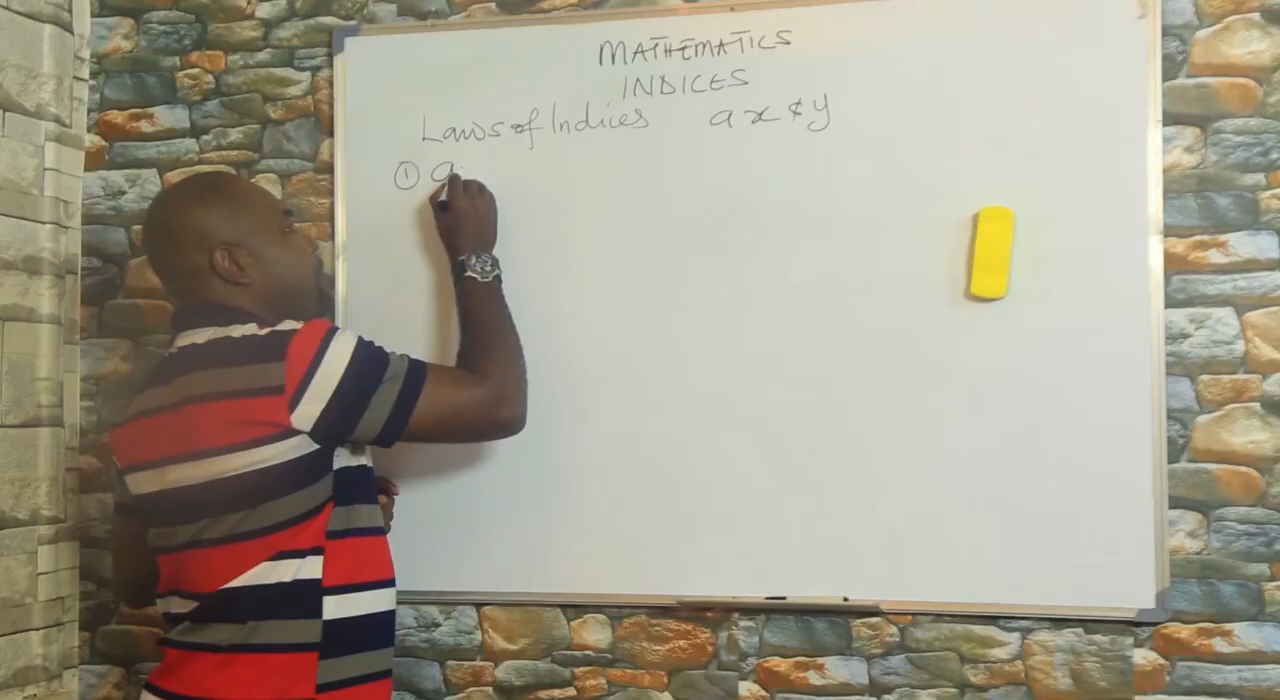 MATHEMATICS
INDICES
Laws of Indices a x & y
① a